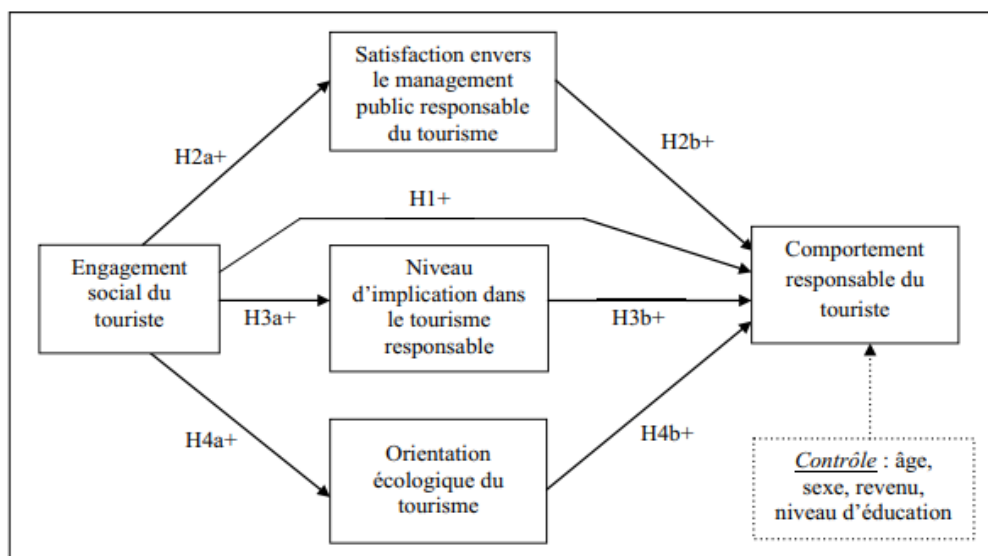 Satisfaction envers
le management
public responsable
du tourisme
H2a+
H2b+
H1+
Engagement
social du
touriste
Niveau
d’implication dans
le tourisme
responsable
Comportement
responsable du
touriste
H3a+
H3b+
H4a+
H4b+
Orientation
écologique du
tourisme
Contrôle : âge,
sexe, revenu,
niveau d’éducation